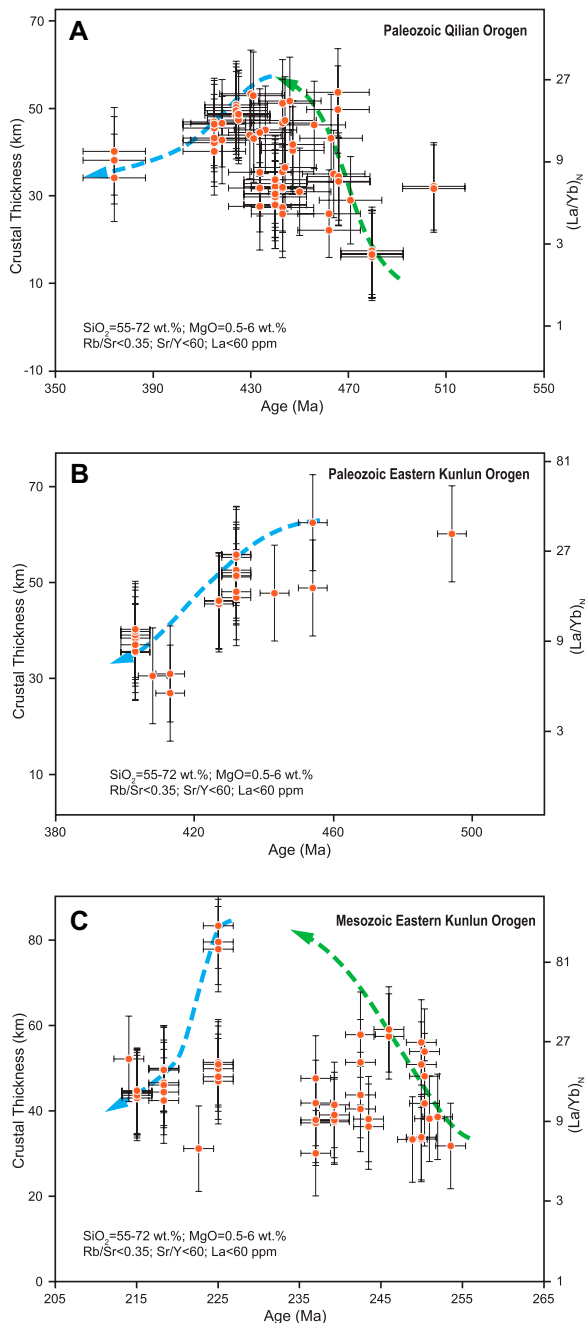 A
Paleozoic Qilian Orogen
70
50
30
10
-10
Crustal Thickness (km)
27
9
3
1
(La/Yb)N
SiO2=55-72 wt.%; MgO=0.5-6 wt.%
Rb/Sr<0.35; Sr/Y<60; La<60 ppm
350 390 430 470 510 550
Age (Ma)
B
Paleozoic Eastern Kunlun Orogen
70
50
30
10
Crustal Thickness (km)
81
27
9
3
(La/Yb)N
SiO2=55-72 wt.%; MgO=0.5-6 wt.%
Rb/Sr<0.35; Sr/Y<60; La<60 ppm
380 420 460 500
Age (Ma)
C
Mesozoic Eastern Kunlun Orogen
80
60
40
20
0
Crustal Thickness (km)
81
27
9
3
1
(La/Yb)N
SiO2=55-72 wt.%; MgO=0.5-6 wt.%
Rb/Sr<0.35; Sr/Y<60; La<60 ppm
205 215 225 235 245 255 265
Age (Ma)